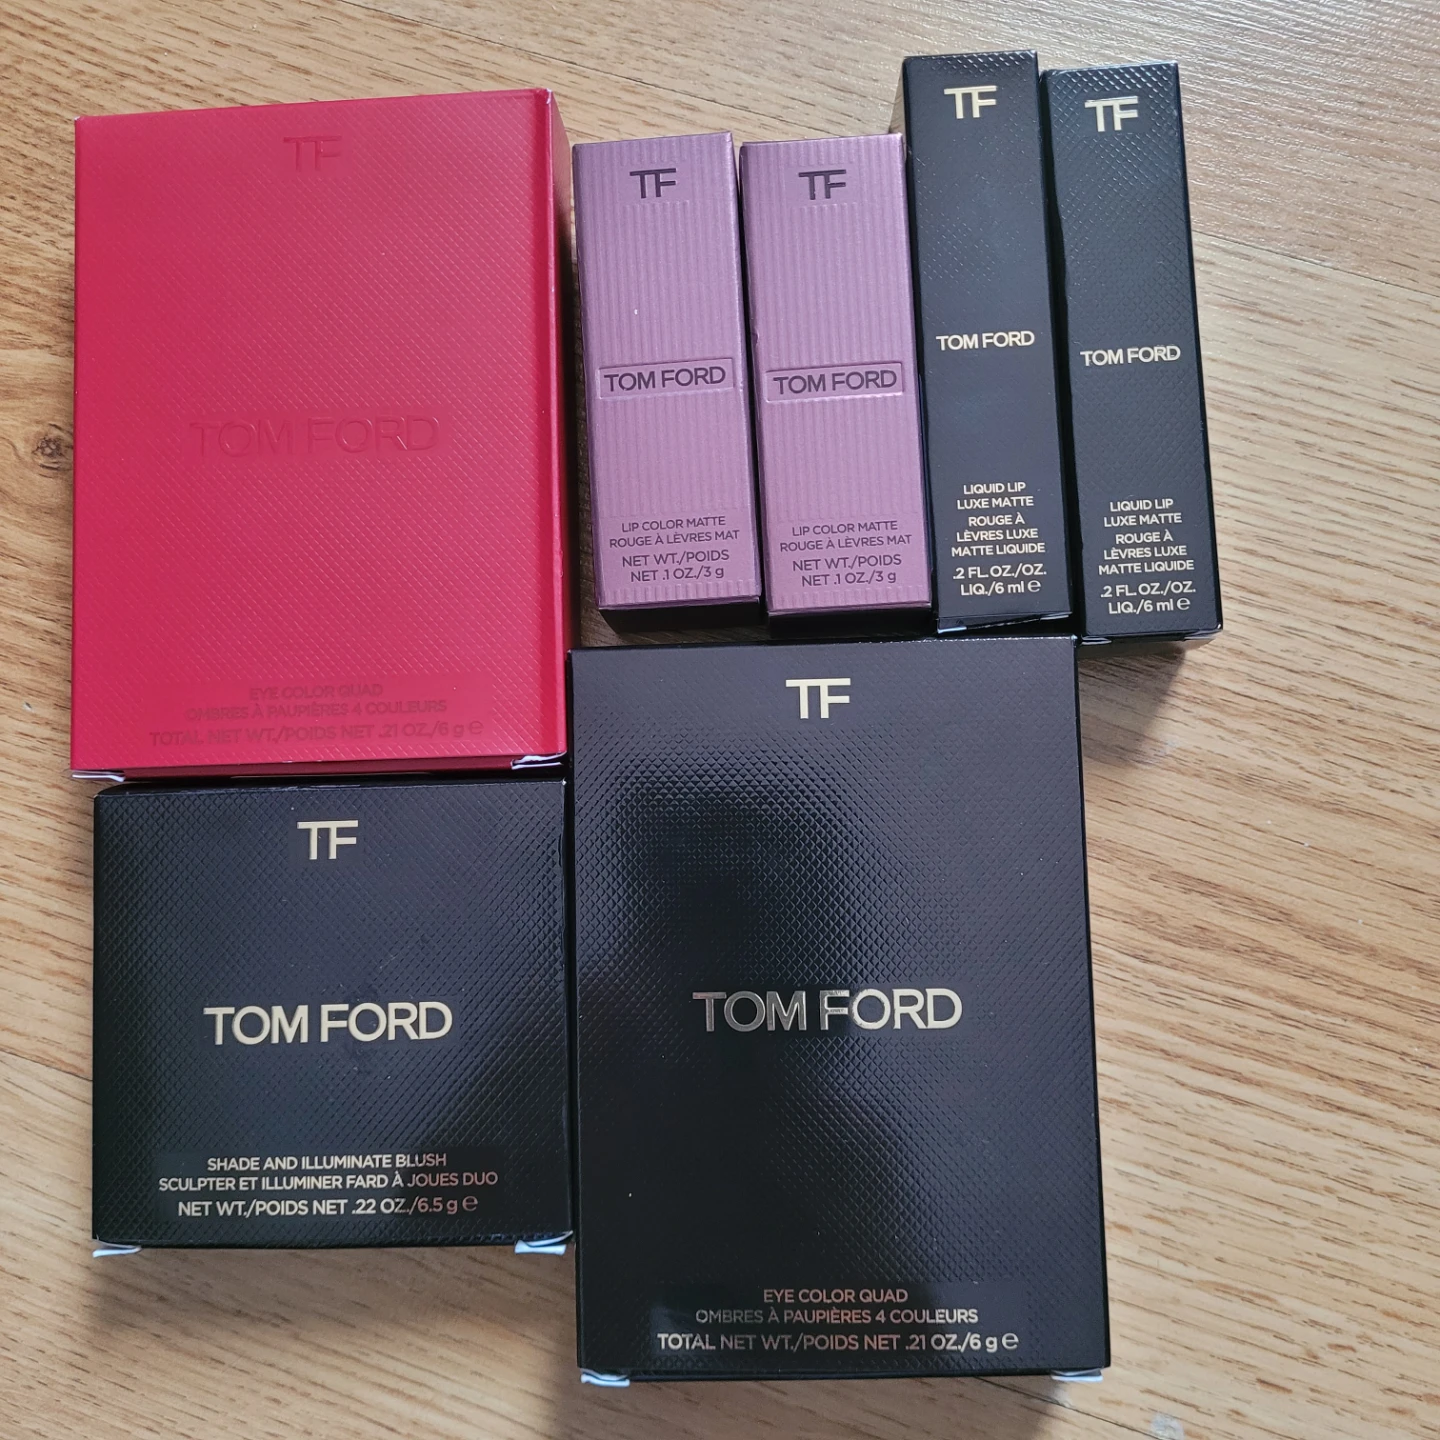 TF
TOM FORD
EYE COLOR QUAD
OMBRES À PAUPIÈRES 4 COULEURS
TOTAL NET WT./POIDS NET .21 OZ./6 g ℮
TF
TOM FORD
LIP COLOR MATTE
ROUGE À LÈVRES MAT
NET WT./POIDS
NET .1 OZ./3 g
TF
TOM FORD
LIP COLOR MATTE
ROUGE À LÈVRES MAT
NET WT./POIDS
NET .1 OZ./3 g
TF
TOM FORD
LIQUID LIP
LUXE MATTE
ROUGE À
LÈVRES LUXE
MATTE LIQUIDE
.2 FL. OZ./OZ.
LIQ./6 ml ℮
TF
TOM FORD
LIQUID LIP
LUXE MATTE
ROUGE À
LÈVRES LUXE
MATTE LIQUIDE
.2 FL. OZ./OZ.
LIQ./6 ml ℮
TF
TOM FORD
SHADE AND ILLUMINATE BLUSH
SCULPTER ET ILLUMINER FARD À JOUES DUO
NET WT./POIDS NET .22 OZ./6.5 g ℮
TF
TOM FORD
EYE COLOR QUAD
OMBRES À PAUPIÈRES 4 COULEURS
TOTAL NET WT./POIDS NET .21 OZ./6 g ℮